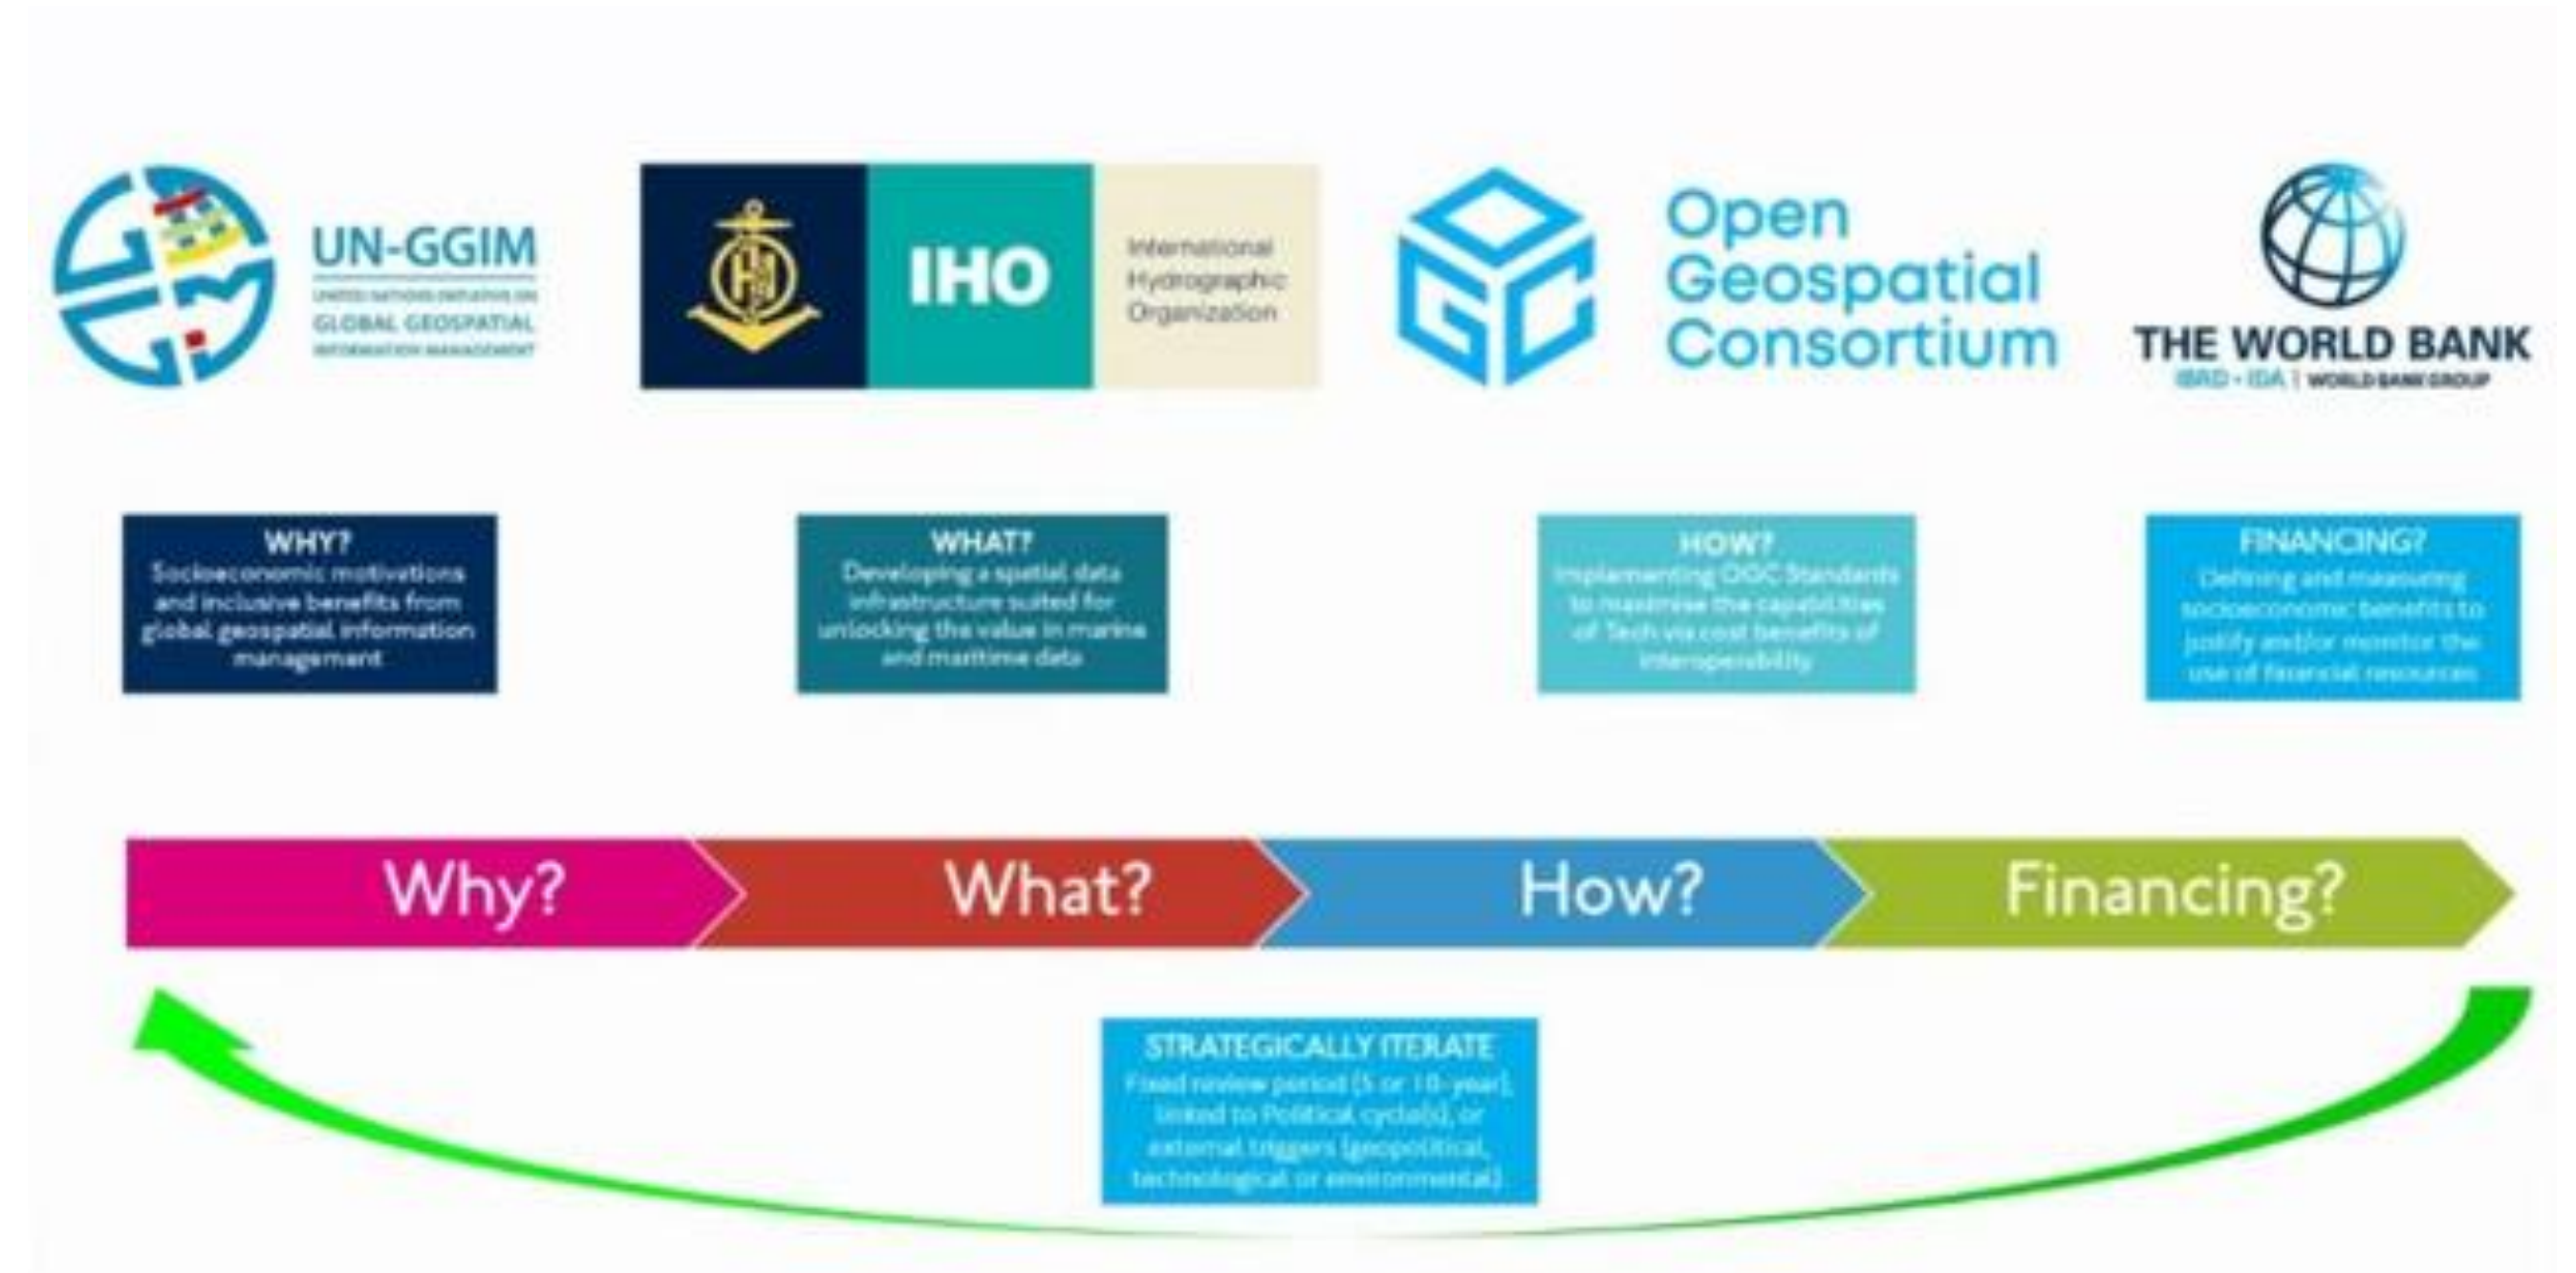 UN-GGIM
UNITED NATIONS INITIATIVE ON
GLOBAL GEOSPATIAL
INFORMATION MANAGEMENT
IHO
International
Hydrographic
Organization
Open
Geospatial
Consortium
THE WORLD BANK
IBRD • IDA | WORLD BANK GROUP
WHY?
Socioeconomic motivations
and inclusive benefits from
global geospatial information
management
WHAT?
Developing a spatial data
infrastructure suited for
unlocking the value in marine
and maritime data
HOW?
Implementing OGC Standards
to maximise the capabilities
of Tech via cost benefits of
interoperability
FINANCING?
Defining and measuring
socioeconomic benefits to
justify and/or monitor the
use of financial resources
Why?
What?
How?
Financing?
STRATEGICALLY ITERATE
Fixed review period (5 or 10-year),
linked to Political cycle(s), or
external triggers (geopolitical,
technological or environmental)